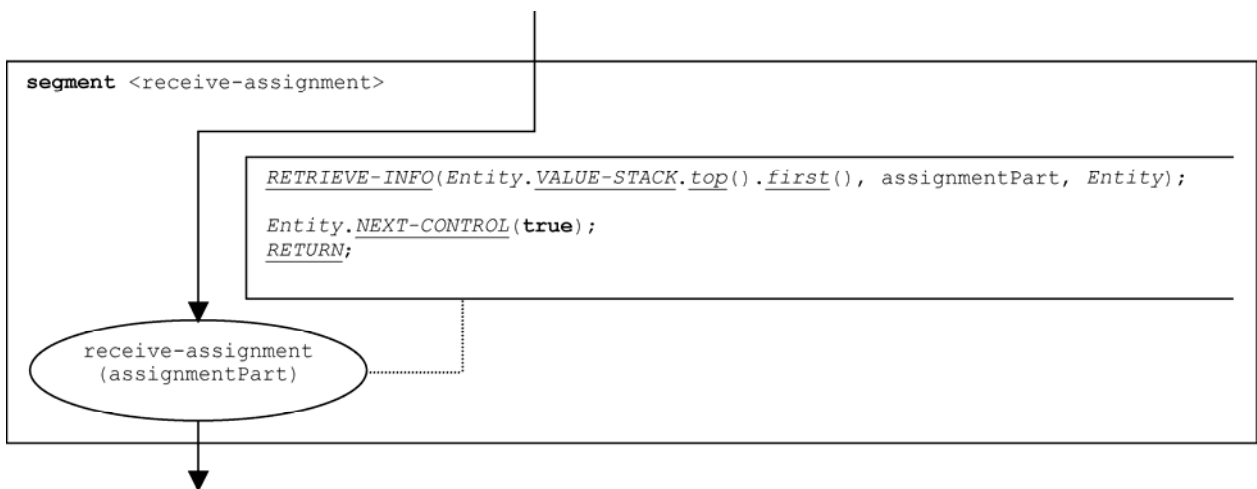 segment <receive-assignment>
RETRIEVE-INFO(Entity.VALUE-STACK.top().first(), assignmentPart, Entity);
Entity.NEXT-CONTROL(true);
RETURN;
receive-assignment
(assignmentPart)